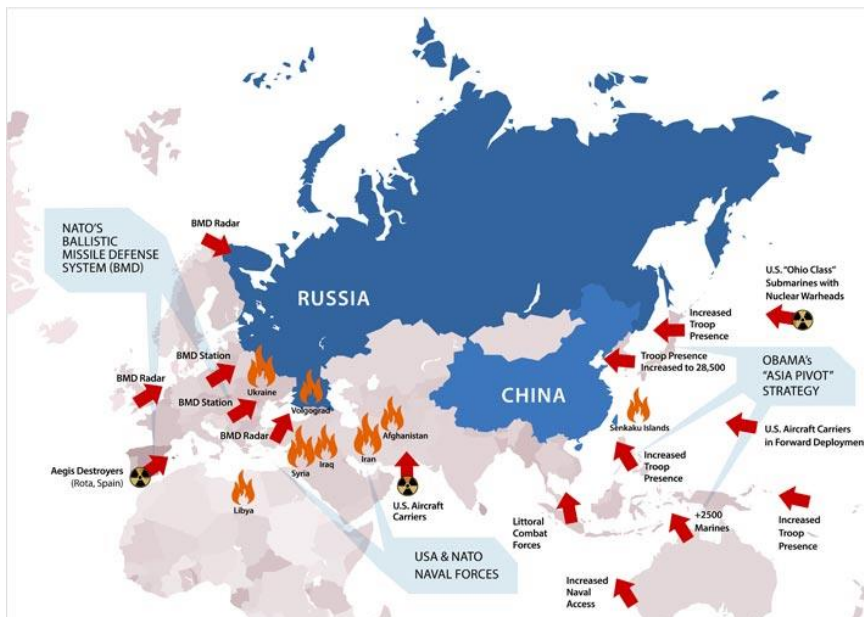 NATO'S
BALLISTIC
MISSILE DEFENSE
SYSTEM (BMD)
BMD Radar
RUSSIA
U.S. "Ohio Class"
Submarines with
Nuclear Warheads
Increased
Troop
Presence
BMD Station
Ukraine
Troop Presence
Increased to 28,500
OBAMA's
"ASIA PIVOT"
STRATEGY
BMD Radar
Volgograd
CHINA
BMD Station
Senkaku Islands
Afghanistan
U.S. Aircraft Carriers
in Forward Deploymen
BMD Radar
Iran
Iraq
Syria
Increased
Troop
Presence
Aegis Destroyers
(Rota, Spain)
Libya
U.S. Aircraft
Carriers
Littoral
Combat
Forces
+2500
Marines
Increased
Troop
Presence
USA & NATO
NAVAL FORCES
Increased
Naval
Access